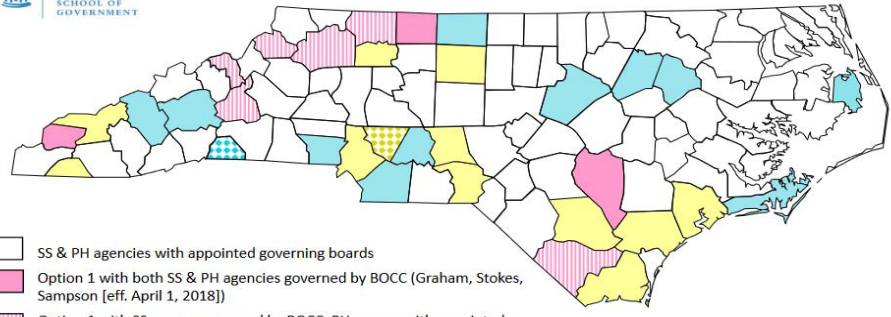 SCHOOL OF
GOVERNMENT
SS & PH agencies with appointed governing boards
Option 1 with both SS & PH agencies governed by BOCC (Graham, Stokes,
Sampson [eff. April 1, 2018])